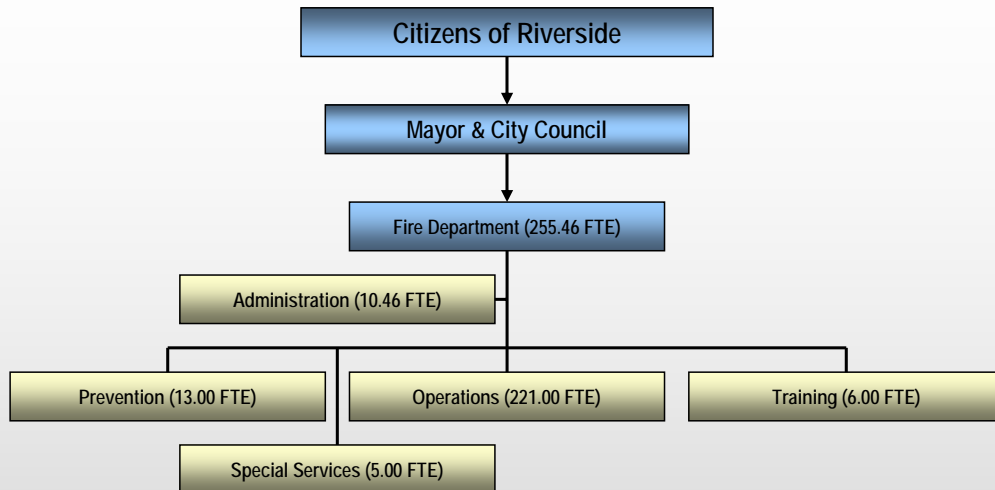 Citizens of Riverside
Mayor & City Council
Fire Department (255.46 FTE)
Administration (10.46 FTE)
Prevention (13.00 FTE)
Operations (221.00 FTE)
Training (6.00 FTE)
Special Services (5.00 FTE)